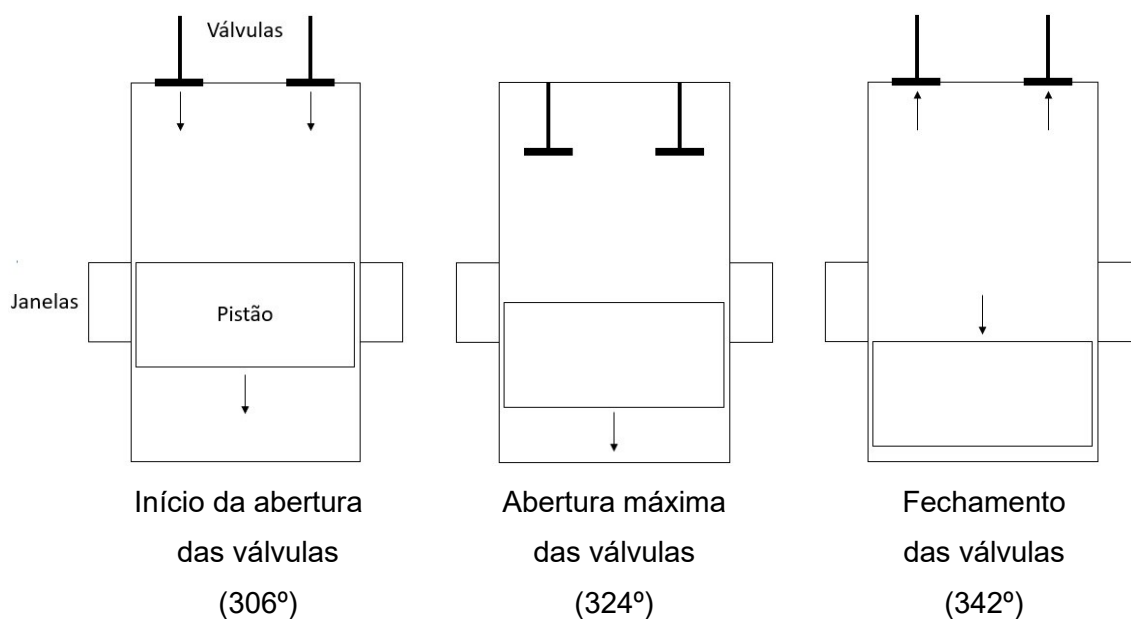 Válvulas
Janelas
Pistão
Início da abertura
das válvulas
(306º)
Abertura máxima
das válvulas
(324º)
Fechamento
das válvulas
(342º)